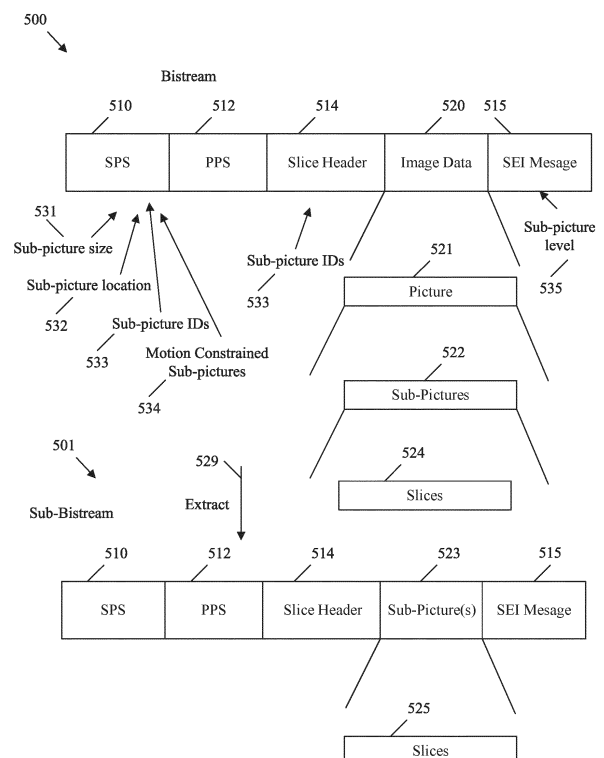 500
Bistream
510 512 514 520 515
SPS PPS Slice Header Image Data SEI Mesage
531
Sub-picture size
Sub-picture location
532
Sub-picture IDs
533
Motion Constrained
Sub-pictures
534
Sub-picture IDs
533
Sub-picture
level
535
521
Picture
522
Sub-Pictures
524
Slices
501
Sub-Bistream
529
Extract
510 512 514 523 515
SPS PPS Slice Header Sub-Picture(s) SEI Mesage
525
Slices